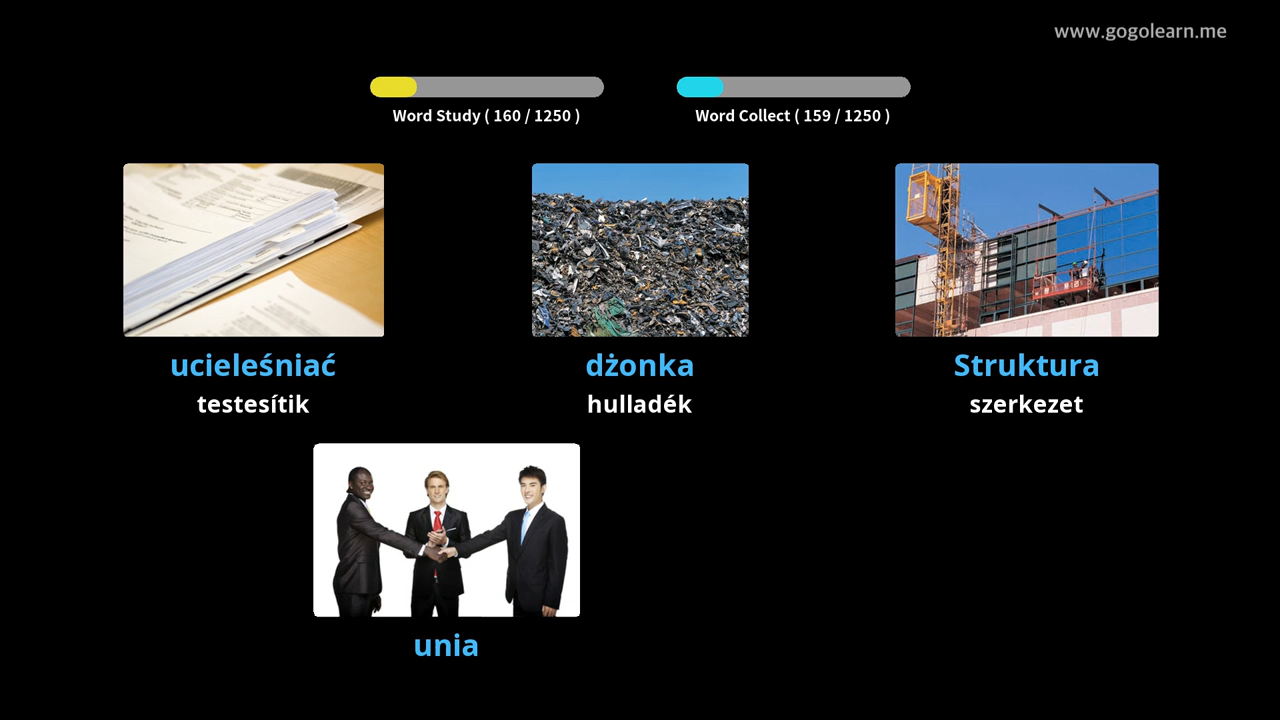 www.gogolearn.me
Word Study ( 160 / 1250 )
Word Collect ( 159 / 1250 )
ucieleśniać
dżonka
Struktura
testesítik
hulladék
szerkezet
unia